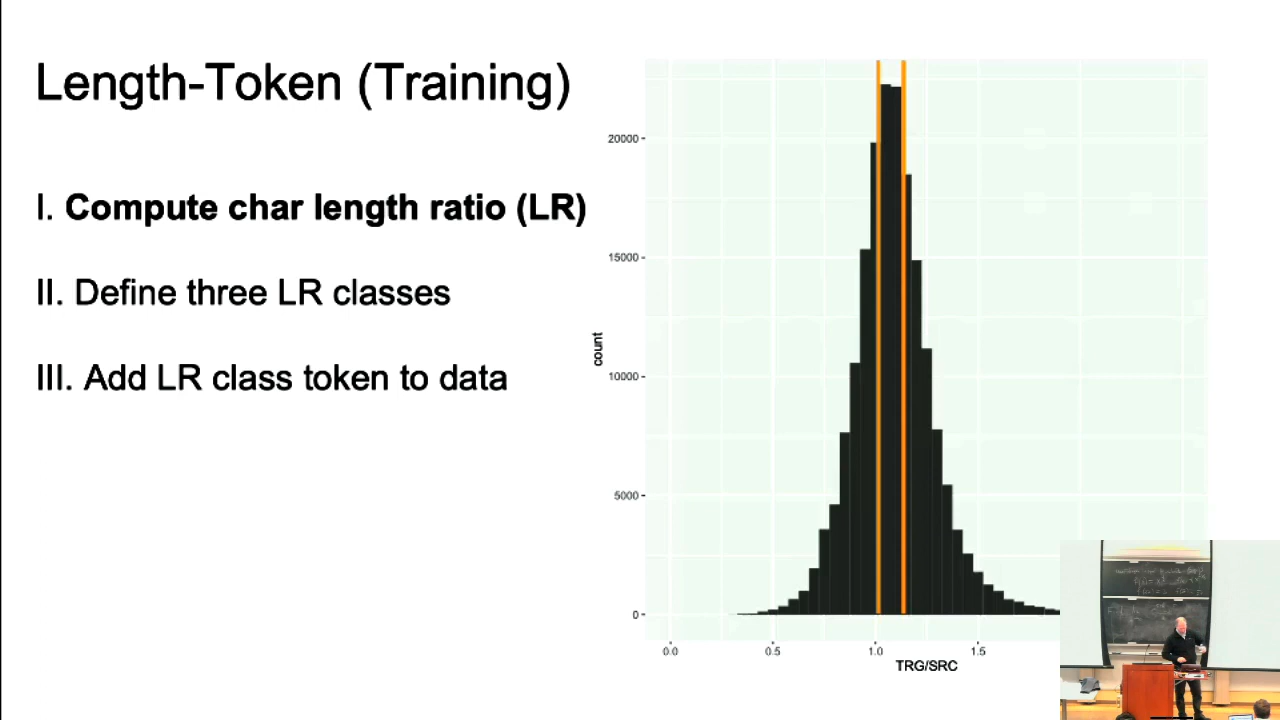 Length-Token (Training)
I. Compute char length ratio (LR)
II. Define three LR classes
III. Add LR class token to data
count
20000
15000
10000
5000
0
0.0 0.5 1.0 1.5
TRG/SRC